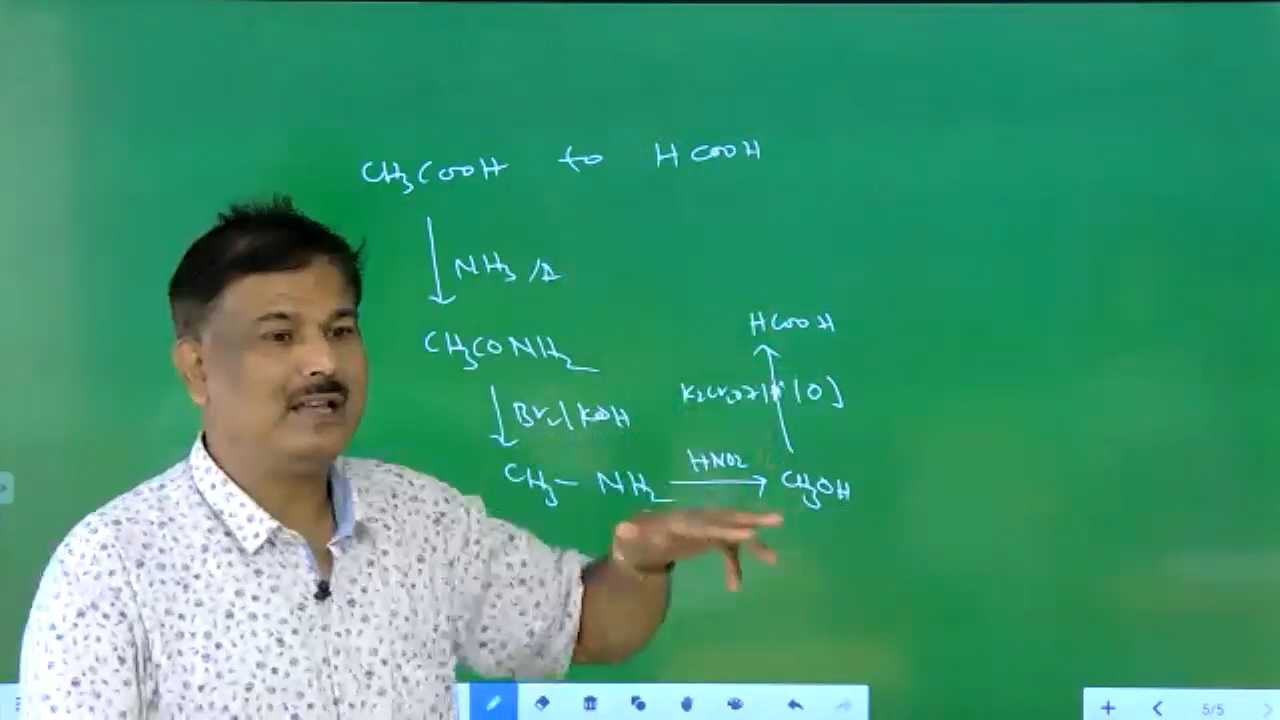 CH3COOH to HCOOH
NH3 /Δ
CH3CONH2
Br2/KOH
CH3- NH2
HNO2
CH3OH
K2Cr2O7/ [O]
HCOOH
5/5